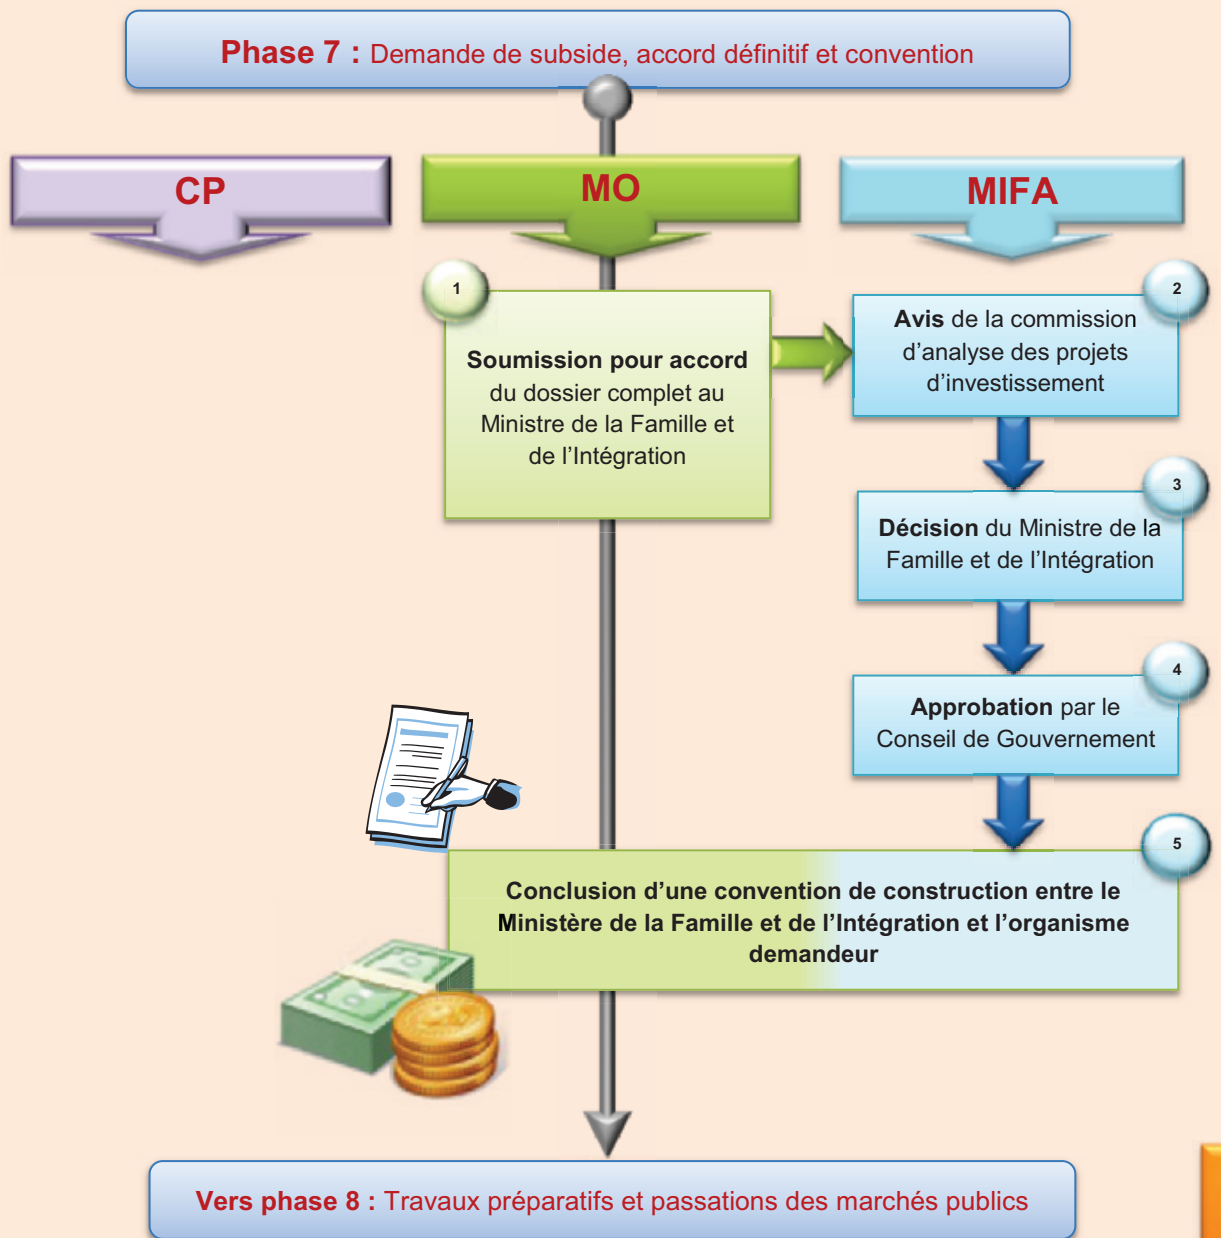 Phase 7 : Demande de subside, accord définitif et convention
CP
MO
MIFA
1
Soumission pour accord
du dossier complet au
Ministre de la Famille et
de l’Intégration
2
Avis de la commission
d’analyse des projets
d’investissement
3
Décision du Ministre de la
Famille et de l’Intégration
4
Approbation par le
Conseil de Gouvernement
5
Conclusion d’une convention de construction entre le
Ministère de la Famille et de l’Intégration et l’organisme
demandeur
Vers phase 8 : Travaux préparatifs et passations des marchés publics